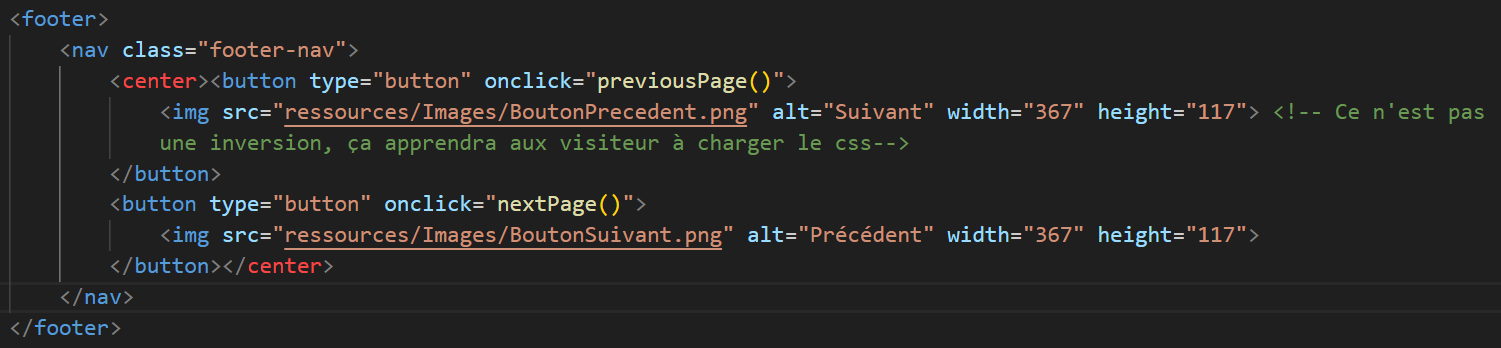 <footer>
<nav class="footer-nav">
<center><button type="button" onclick="previousPage()">
<img src="ressources/Images/BoutonPrecedent.png" alt="Suivant" width="367" height="117"> <!-- Ce n'est pas
une inversion, ça apprendra aux visiteur à charger le css-->
</button>
<button type="button" onclick="nextPage()">
<img src="ressources/Images/BoutonSuivant.png" alt="Précédent" width="367" height="117">
</button></center>
</nav>
</footer>